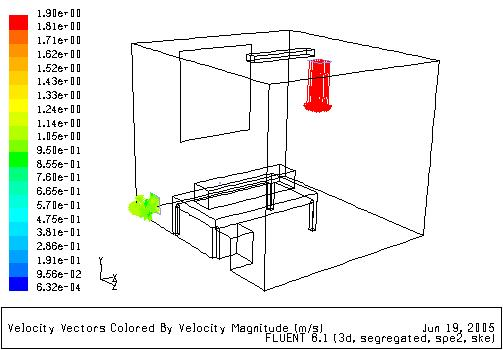 1.90e+00
1.81e+00
1.71e+00
1.62e+00
1.52e+00
1.43e+00
1.33e+00
1.24e+00
1.14e+00
1.05e+00
9.50e-01
8.60e-01
7.65e-01
6.70e-01
5.70e-01
4.75e-01
3.81e-01
2.86e-01
1.91e-01
9.56e-02
6.32e-04
Y
X
Z
Velocity Vectors Colored By Velocity Magnitude (m/s)
Jun 19, 2005
FLUENT 6.1 (3d, segregated, spe2, ske)